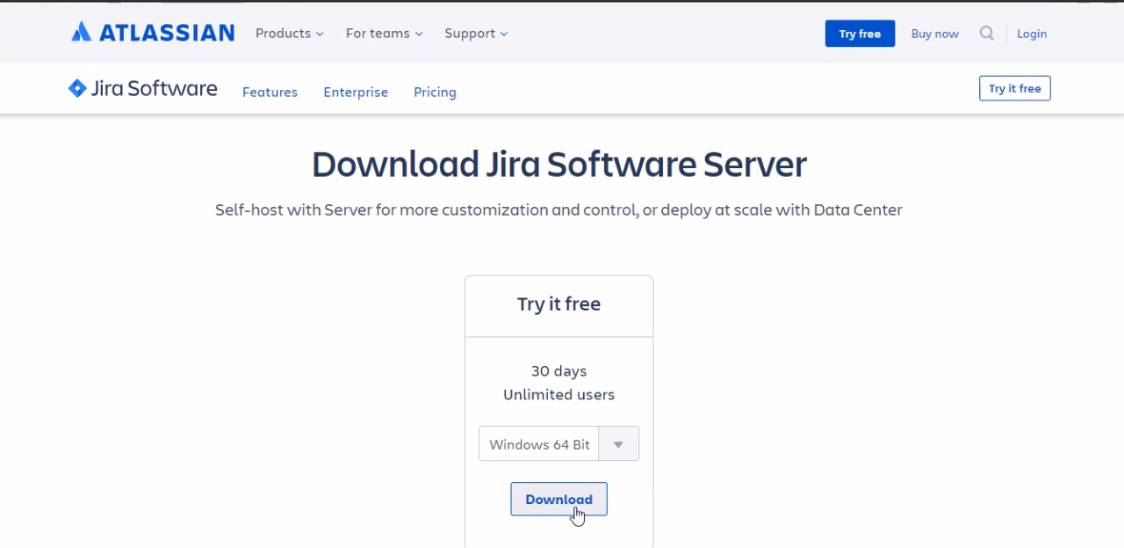 ATLASSIAN Products For teams Support Try free Buy now Login
Jira Software Features Enterprise Pricing Try it free
Download Jira Software Server
Self-host with Server for more customization and control, or deploy at scale with Data Center
Try it free
30 days
Unlimited users
Windows 64 Bit
Download